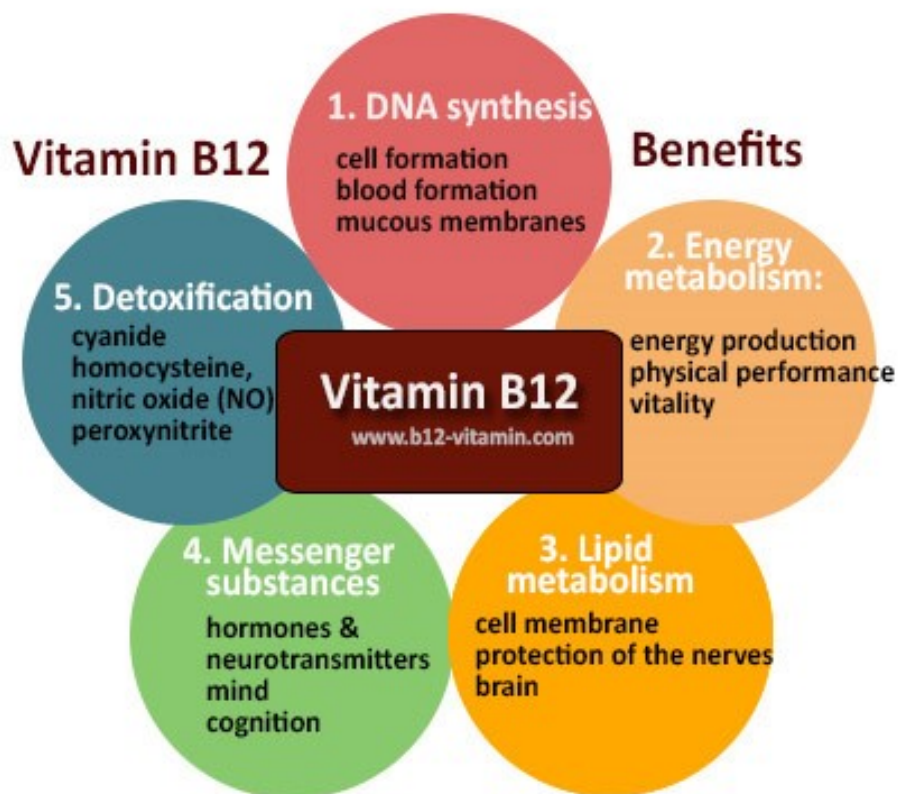 Vitamin B12
Benefits
1. DNA synthesis
cell formation
blood formation
mucous membranes
2. Energy
metabolism:
energy production
physical performance
vitality
3. Lipid
metabolism
cell membrane
protection of the nerves
brain
4. Messenger
substances
hormones &
neurotransmitters
mind
cognition
5. Detoxification
cyanide
homocysteine,
nitric oxide (NO)
peroxynitrite
Vitamin B12
www.b12-vitamin.com